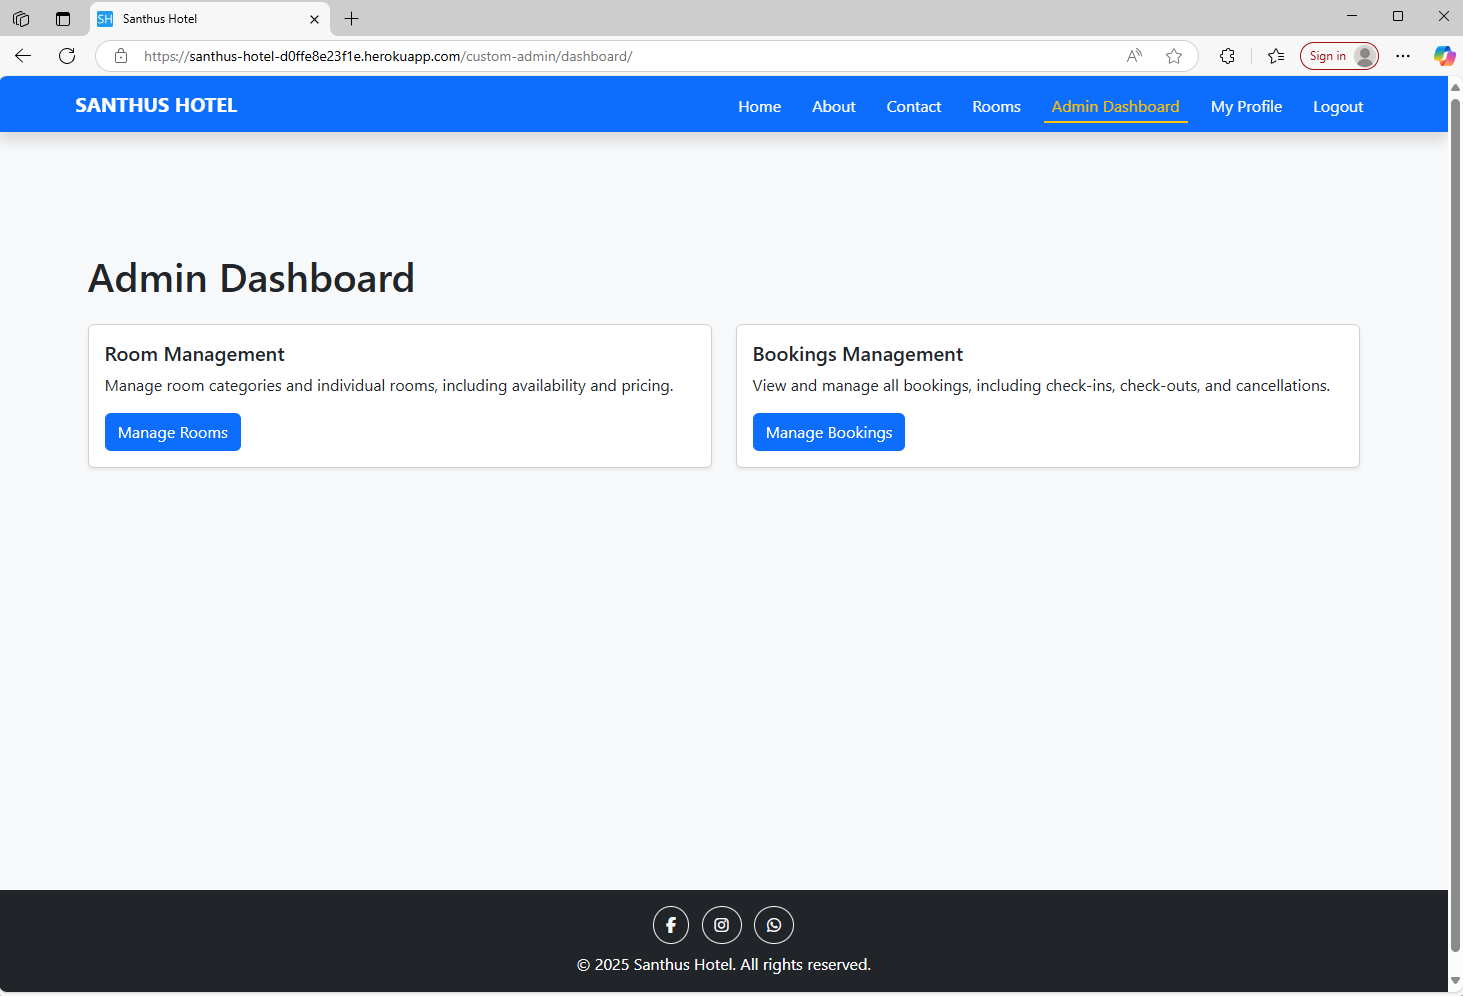 SH Santhus Hotel
https://santhus-hotel-d0ffe8e23f1e.herokuapp.com/custom-admin/dashboard/
Sign in
SANTHUS HOTEL
Home About Contact Rooms Admin Dashboard My Profile Logout
Admin Dashboard
Room Management
Manage room categories and individual rooms, including availability and pricing.
Manage Rooms
Bookings Management
View and manage all bookings, including check-ins, check-outs, and cancellations.
Manage Bookings
© 2025 Santhus Hotel. All rights reserved.